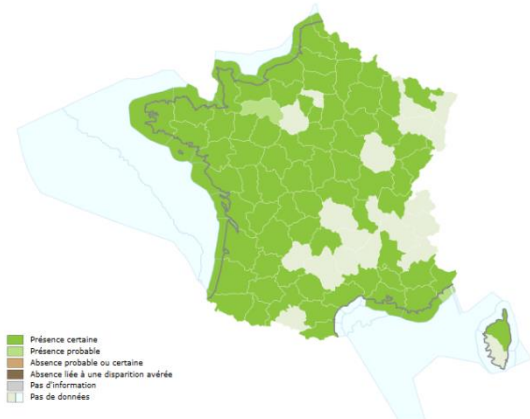 Présence certaine
Présence probable
Absence probable ou certaine
Absence liée à une disparition avérée
Pas d'information
Pas de données